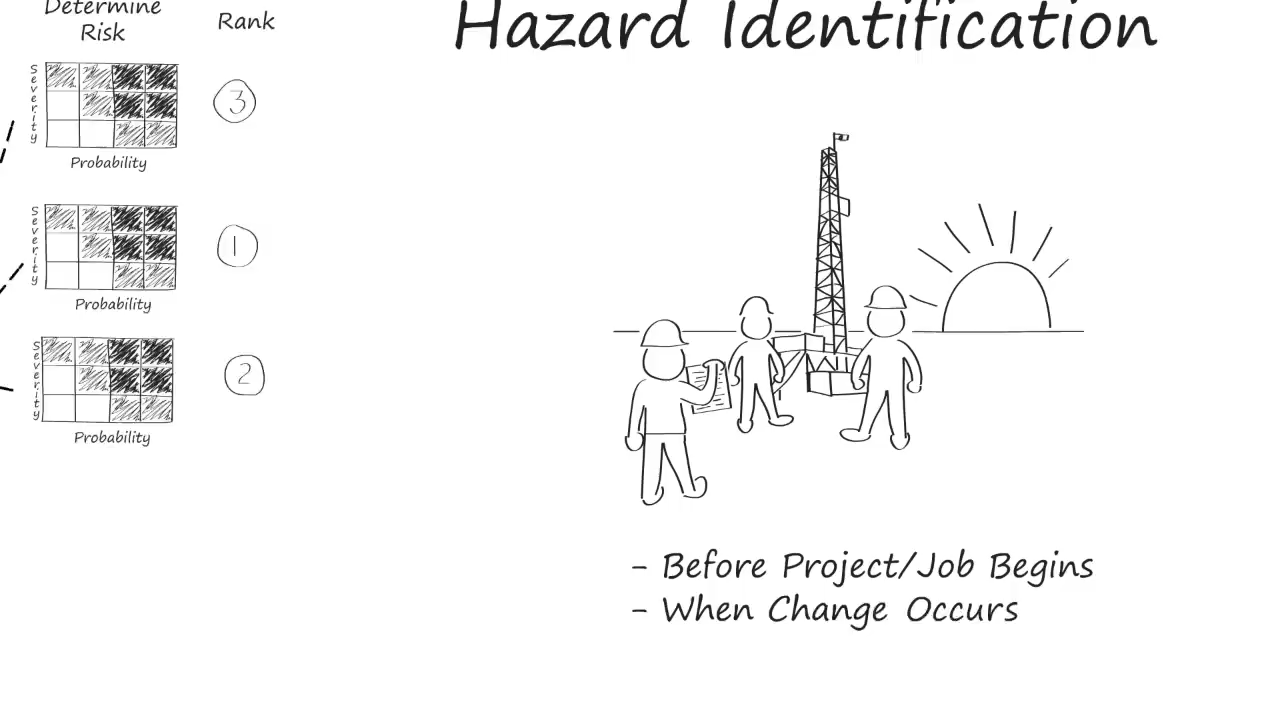 Determine
Risk
Rank
Hazard Identification
Severity
3
Probability
Severity
1
Probability
Severity
2
Probability
- Before Project/Job Begins
- When Change Occurs